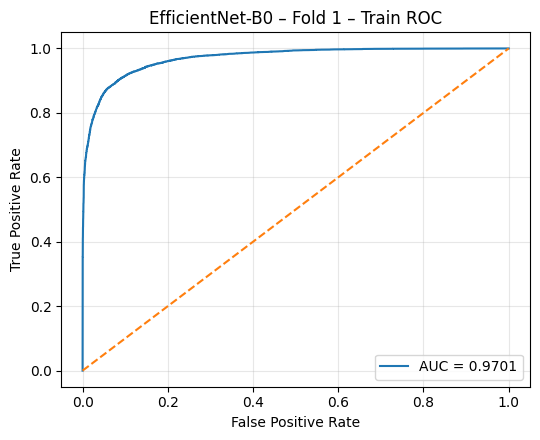 EfficientNet-B0 – Fold 1 – Train ROC
1.0
0.8
0.6
0.4
0.2
0.0
True Positive Rate
AUC = 0.9701
0.0 0.2 0.4 0.6 0.8 1.0
False Positive Rate